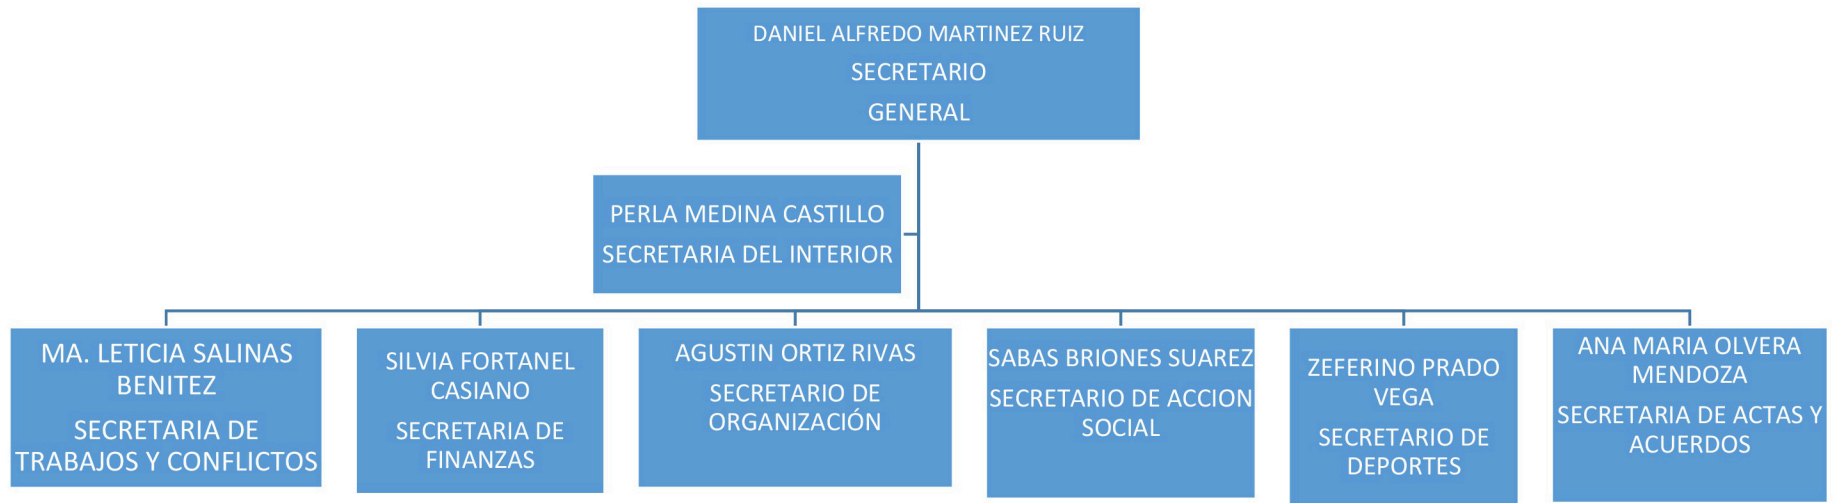 DANIEL ALFREDO MARTINEZ RUIZ
SECRETARIO
GENERAL
PERLA MEDINA CASTILLO
SECRETARIA DEL INTERIOR
MA. LETICIA SALINAS
BENITEZ
SECRETARIA DE
TRABAJOS Y CONFLICTOS
SILVIA FORTANEL
CASIANO
SECRETARIA DE
FINANZAS
AGUSTIN ORTIZ RIVAS
SECRETARIO DE
ORGANIZACIÓN
SABAS BRIONES SUAREZ
SECRETARIO DE ACCION
SOCIAL
ZEFERINO PRADO
VEGA
SECRETARIO DE
DEPORTES
ANA MARIA OLVERA
MENDOZA
SECRETARIA DE ACTAS Y
ACUERDOS